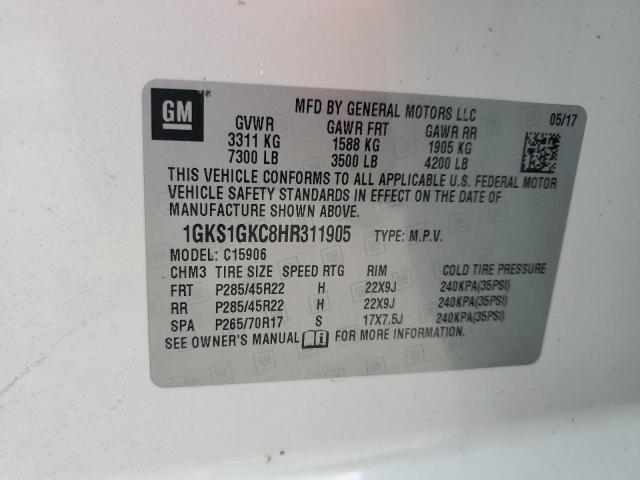 GM
MFD BY GENERAL MOTORS LLC 05/17
GVWR GAWR FRT GAWR RR
3311 KG 1588 KG 1905 KG
7300 LB 3500 LB 4200 LB
THIS VEHICLE CONFORMS TO ALL APPLICABLE U.S. FEDERAL MOTOR
VEHICLE SAFETY STANDARDS IN EFFECT ON THE DATE OF
MANUFACTURE SHOWN ABOVE.
1GKS1GKC8HR311905 TYPE: M.P.V.
MODEL: C15906
CHM3 TIRE SIZE SPEED RTG RIM COLD TIRE PRESSURE
FRT P285/45R22 H 22X9J 240KPA(35PSI)
RR P285/45R22 H 22X9J 240KPA(35PSI)
SPA P265/70R17 S 17X7.5J 240KPA(35PSI)
SEE OWNER'S MANUAL FOR MORE INFORMATION.